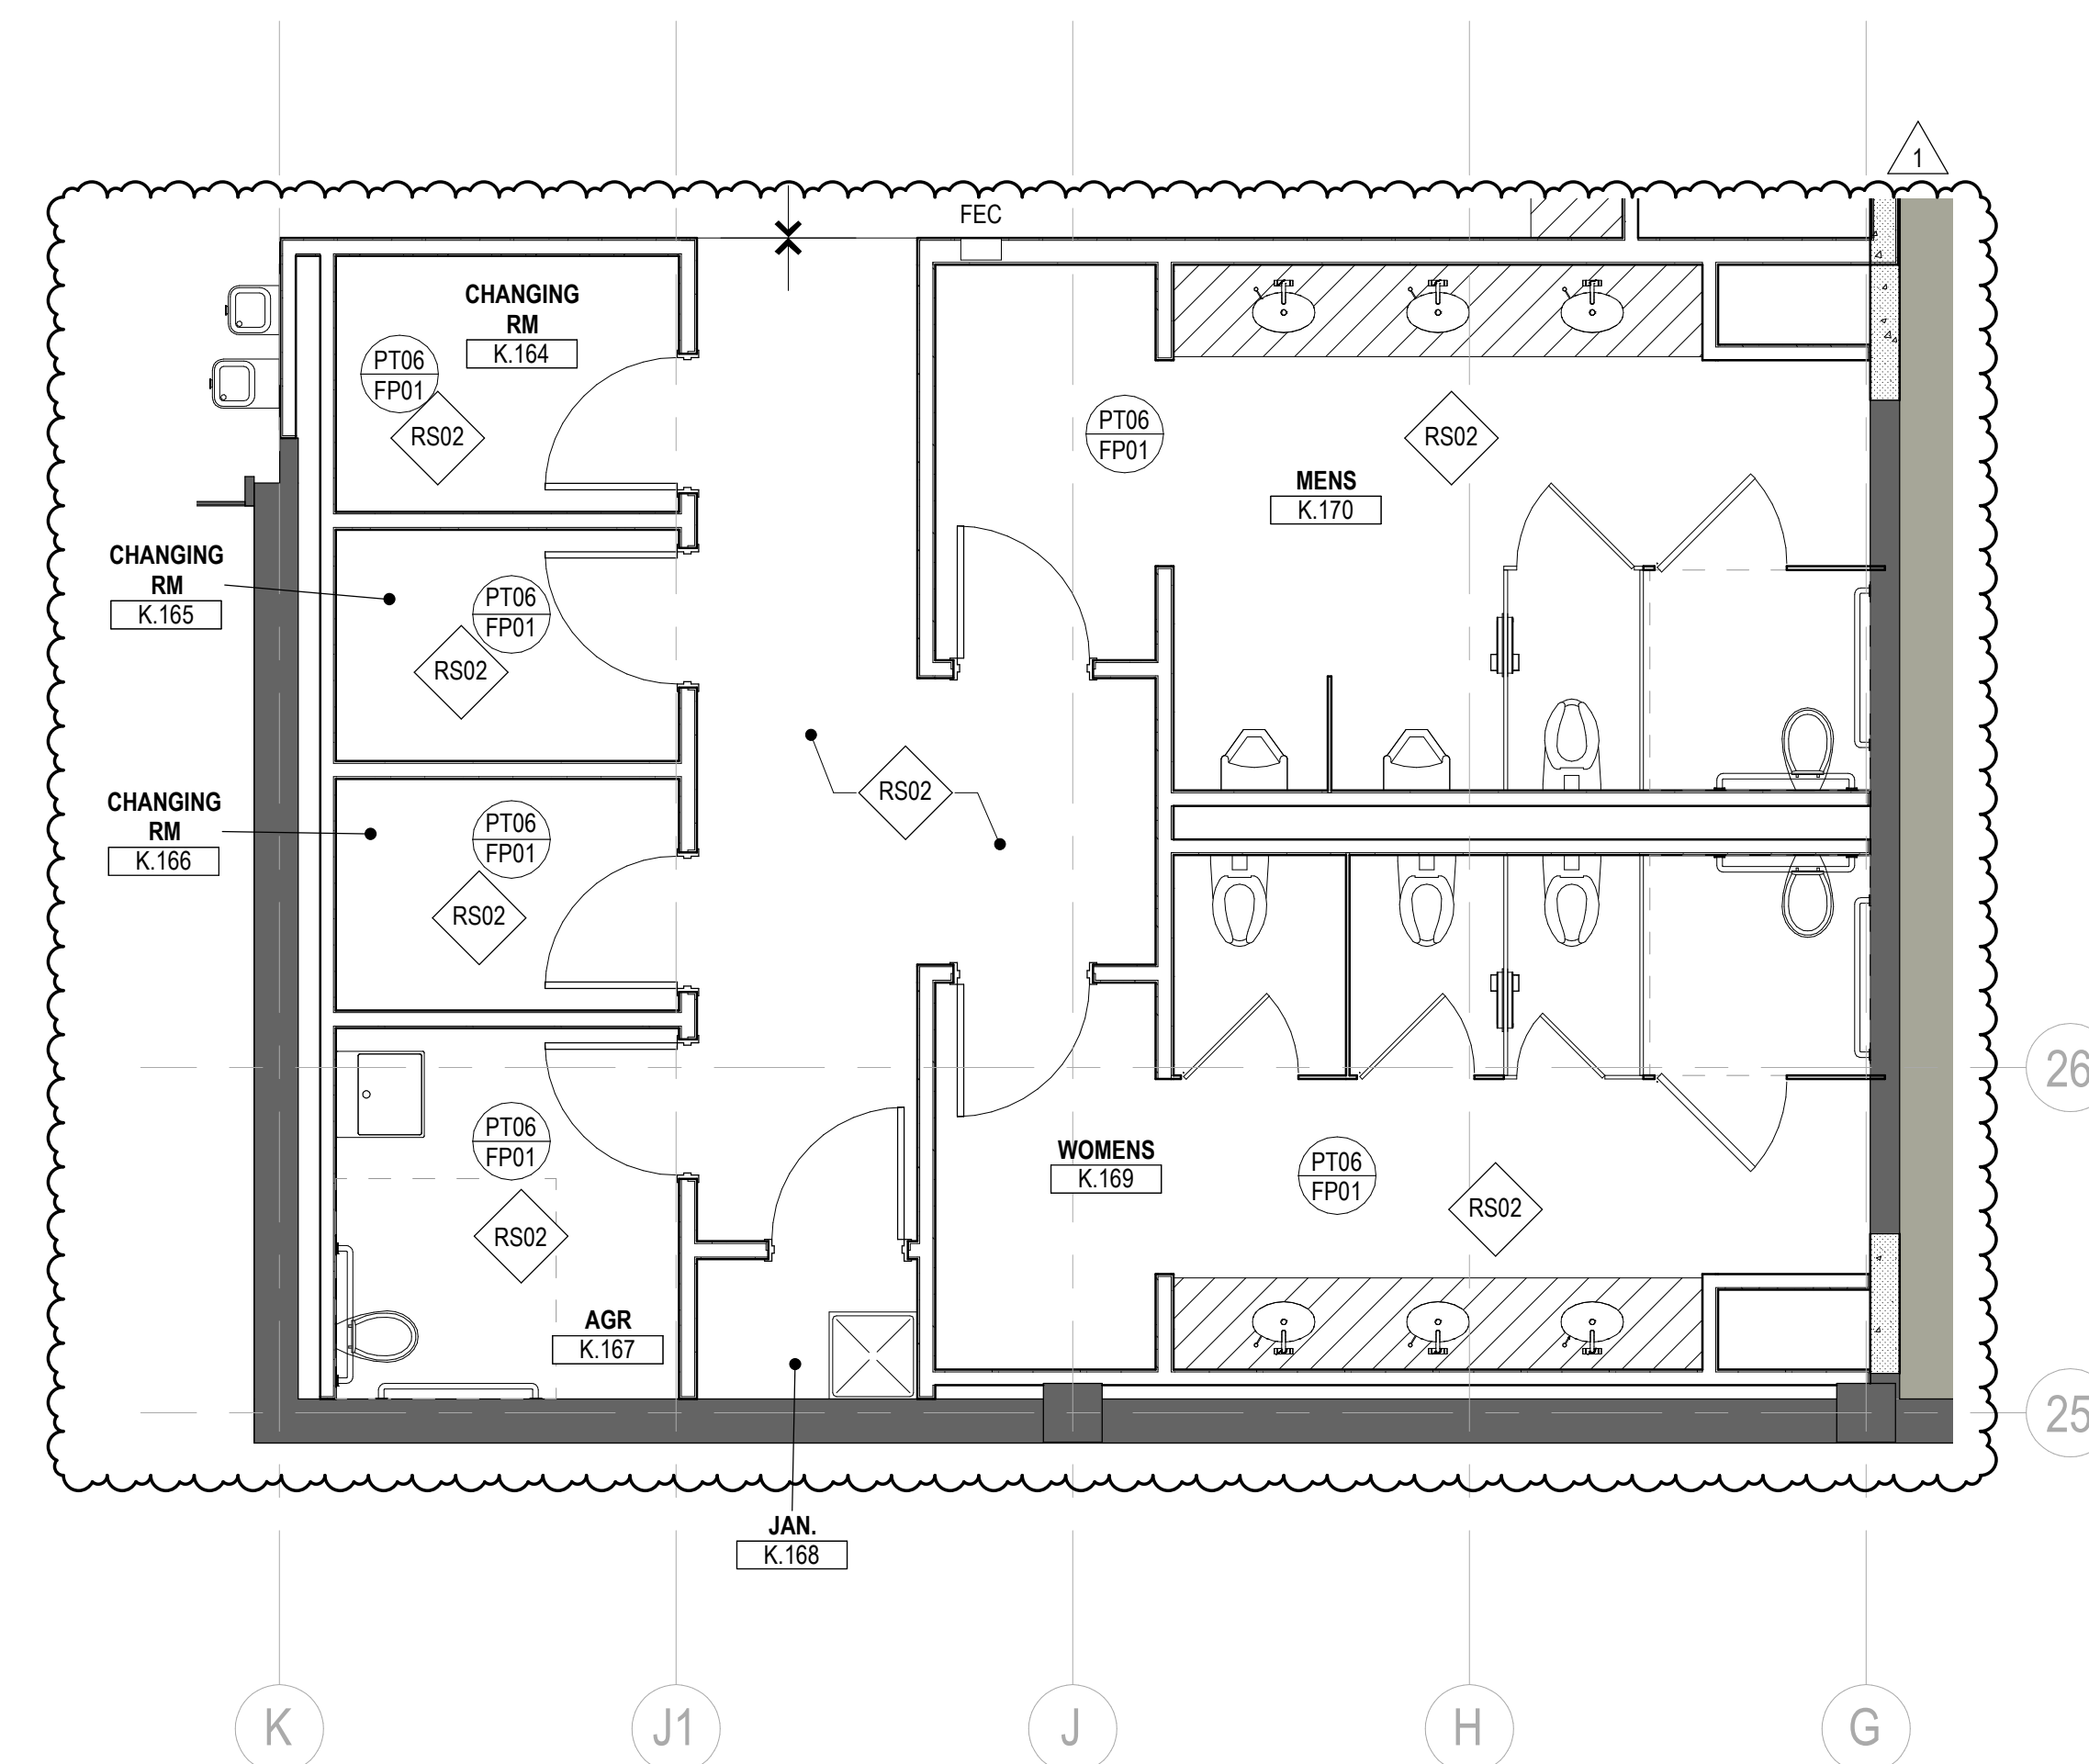 1
FEC
CHANGING
RM
K.164
PT06
FP01
RS02
PT06
FP01
RS02
MENS
K.170
CHANGING
RM
K.165
PT06
FP01
RS02
RS02
CHANGING
RM
K.166
PT06
FP01
RS02
26
PT06
FP01
RS02
WOMENS
K.169
PT06
FP01
RS02
AGR
K.167
25
JAN.
K.168
K
J1
J
H
G